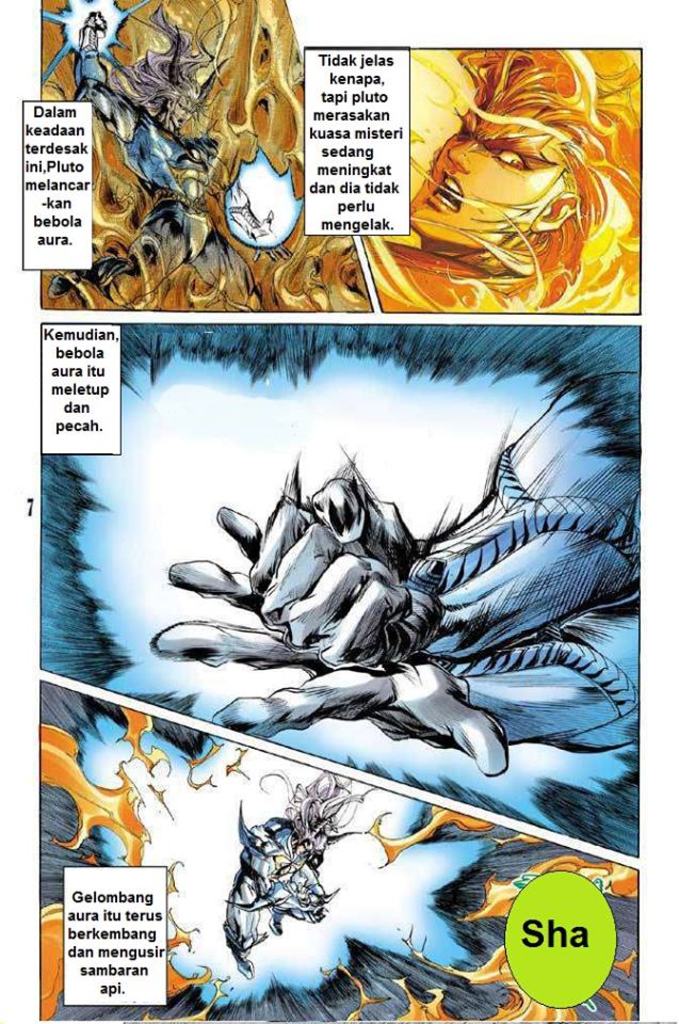 Dalam
keadaan
terdesak
ini,Pluto
melancar
-kan
bebola
aura.
Tidak jelas
kenapa,
tapi pluto
merasakan
kuasa misteri
sedang
meningkat
dan dia tidak
perlu
mengelak.
Kemudian,
bebola
aura itu
meletup
dan
pecah.
7
Gelombang
aura itu terus
berkembang
dan mengusir
sambaran
api.
Sha